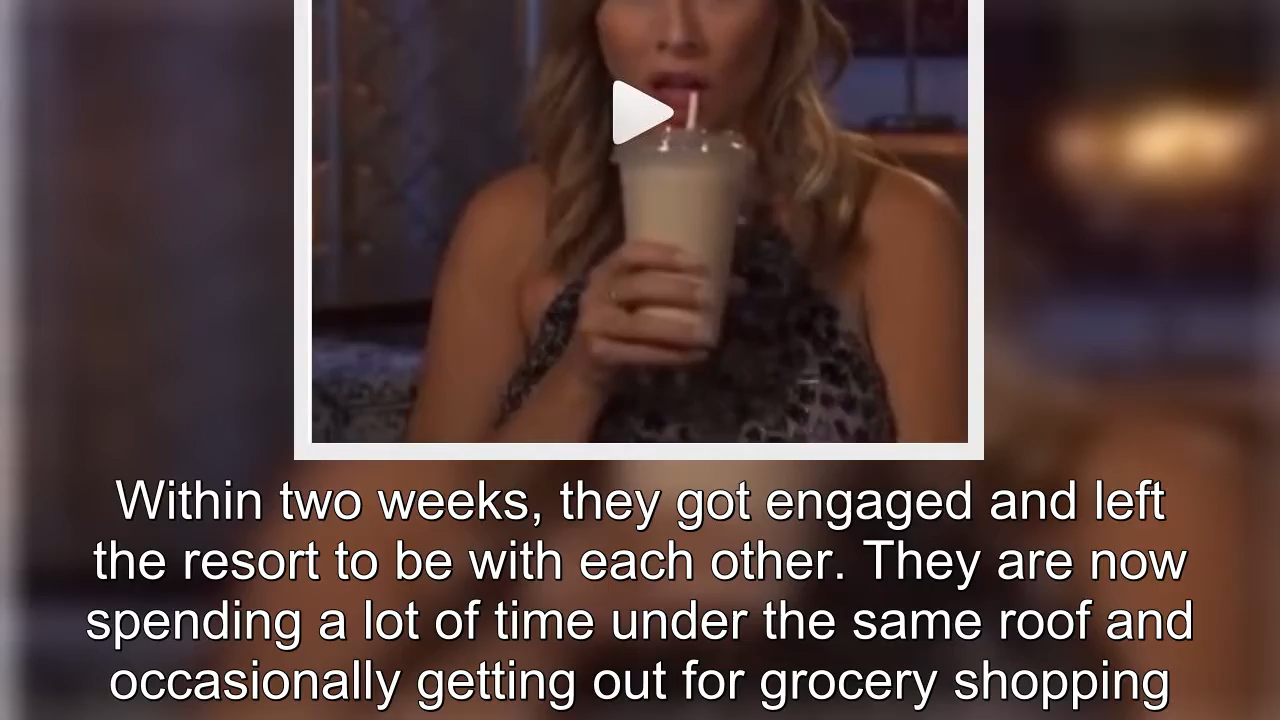 Within two weeks, they got engaged and left
the resort to be with each other. They are now
spending a lot of time under the same roof and
occasionally getting out for grocery shopping